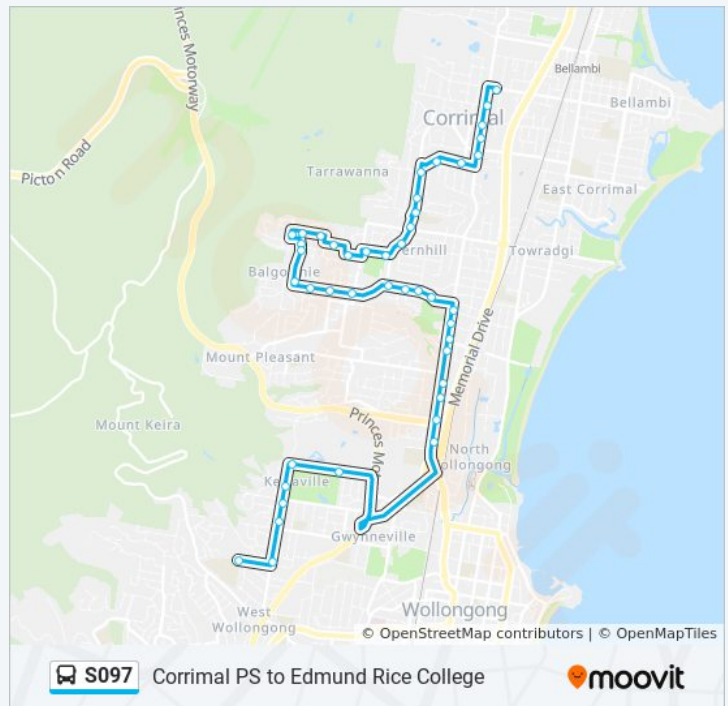 Princes Motorway
Bellambi
Bellambi
Corrimal
Picton Road
Tarrawanna
East Corrimal
Fernhill
Towradgi
Balgownie
Memorial Drive
Mount Pleasant
Mount Keira
Princes Mot
North
Wollongong
Keiraville
Gwynneville
West
Wollongong
Wollongong
© OpenStreetMap contributors | © OpenMapTiles
S097 Corrimal PS to Edmund Rice College
moovit